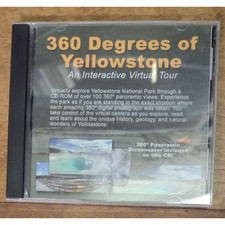 360 Degrees of
Yellowstone
An Interactive Virtual Tour
Virtually explore Yellowstone National Park through a
CD-ROM of over 100 360° panoramic views. Experience
the park as if you are standing in the exact location where
each amazing 360° digital photograph was taken. You
take control of the virtual camera as you explore, read,
and learn about the unique history, geology, and natural
wonders of Yellowstone.
360° Panoramic
Screensaver included
on this CD!